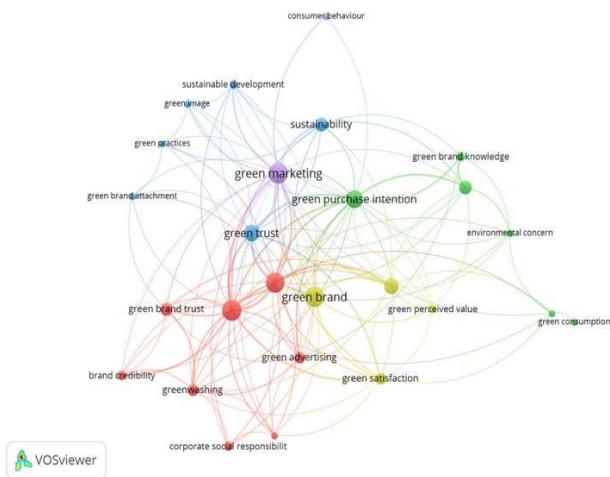 consumer behaviour
sustainable development
green image
sustainability
green practices
green brand knowledge
green marketing
green brand attachment
green purchase intention
green trust
environmental concern
green brand
green brand trust
green perceived value
green consumption
green advertising
brand credibility
green satisfaction
greenwashing
corporate social responsibilit
VOSviewer